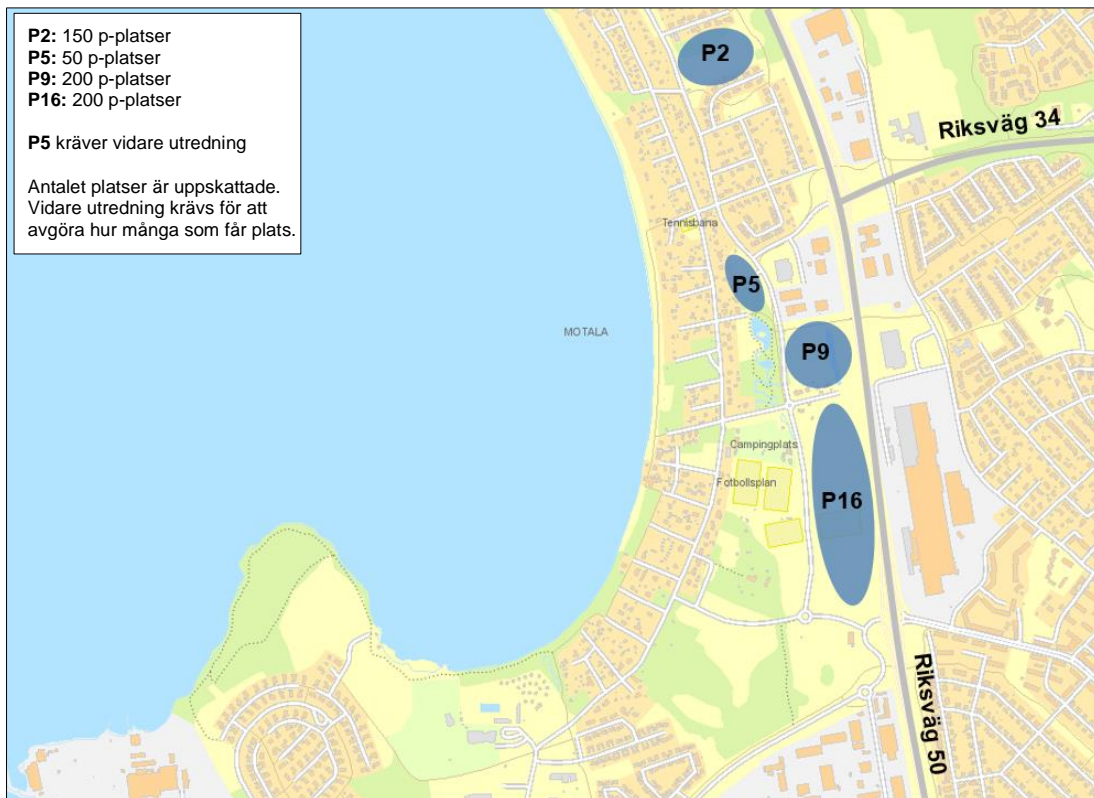 P2: 150 p-platser
P5: 50 p-platser
P9: 200 p-platser
P16: 200 p-platser
P5 kräver vidare utredning
Antalet platser är uppskattade.
Vidare utredning krävs för att
avgöra hur många som får plats.
P2
Riksväg 34
Tennisbana
P5
MOTALA
P9
Campingplats
Fotbollsplan
P16
Riksväg 50